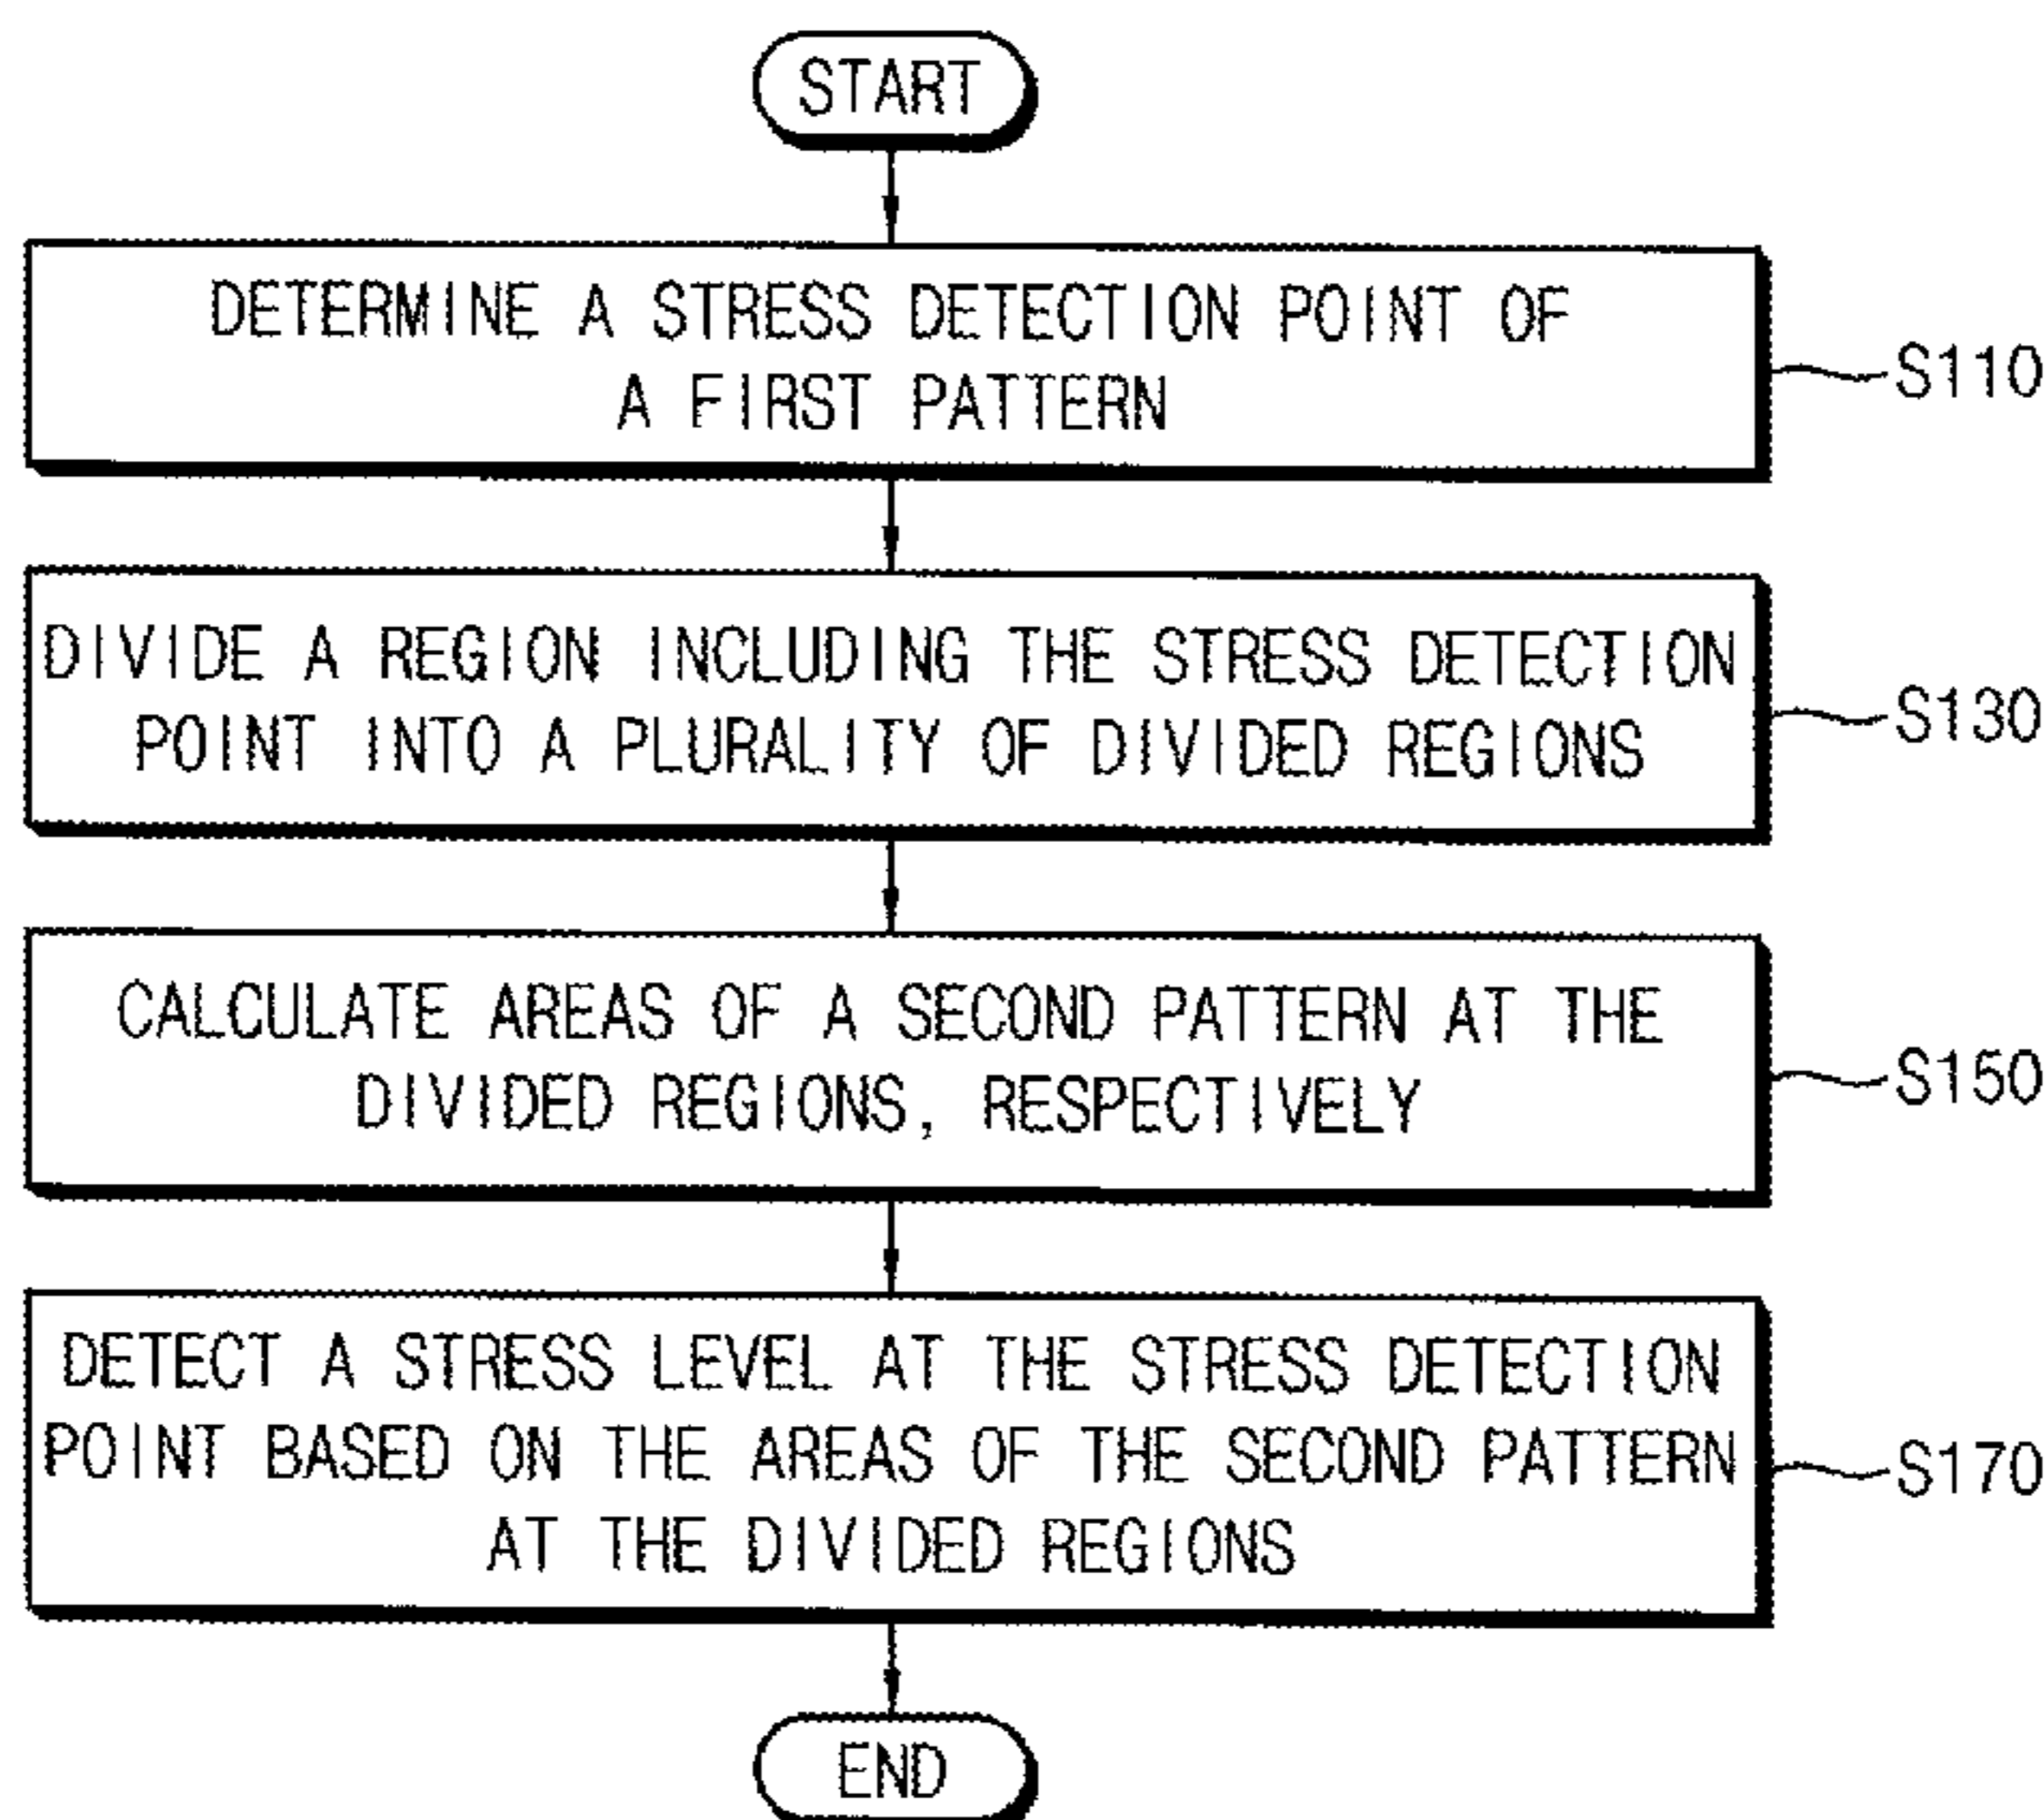 START
DETERMINE A STRESS DETECTION POINT OF
A FIRST PATTERN
S110
DIVIDE A REGION INCLUDING THE STRESS DETECTION
POINT INTO A PLURALITY OF DIVIDED REGIONS
S130
CALCULATE AREAS OF A SECOND PATTERN AT THE
DIVIDED REGIONS, RESPECTIVELY
S150
DETECT A STRESS LEVEL AT THE STRESS DETECTION
POINT BASED ON THE AREAS OF THE SECOND PATTERN
AT THE DIVIDED REGIONS
S170
END